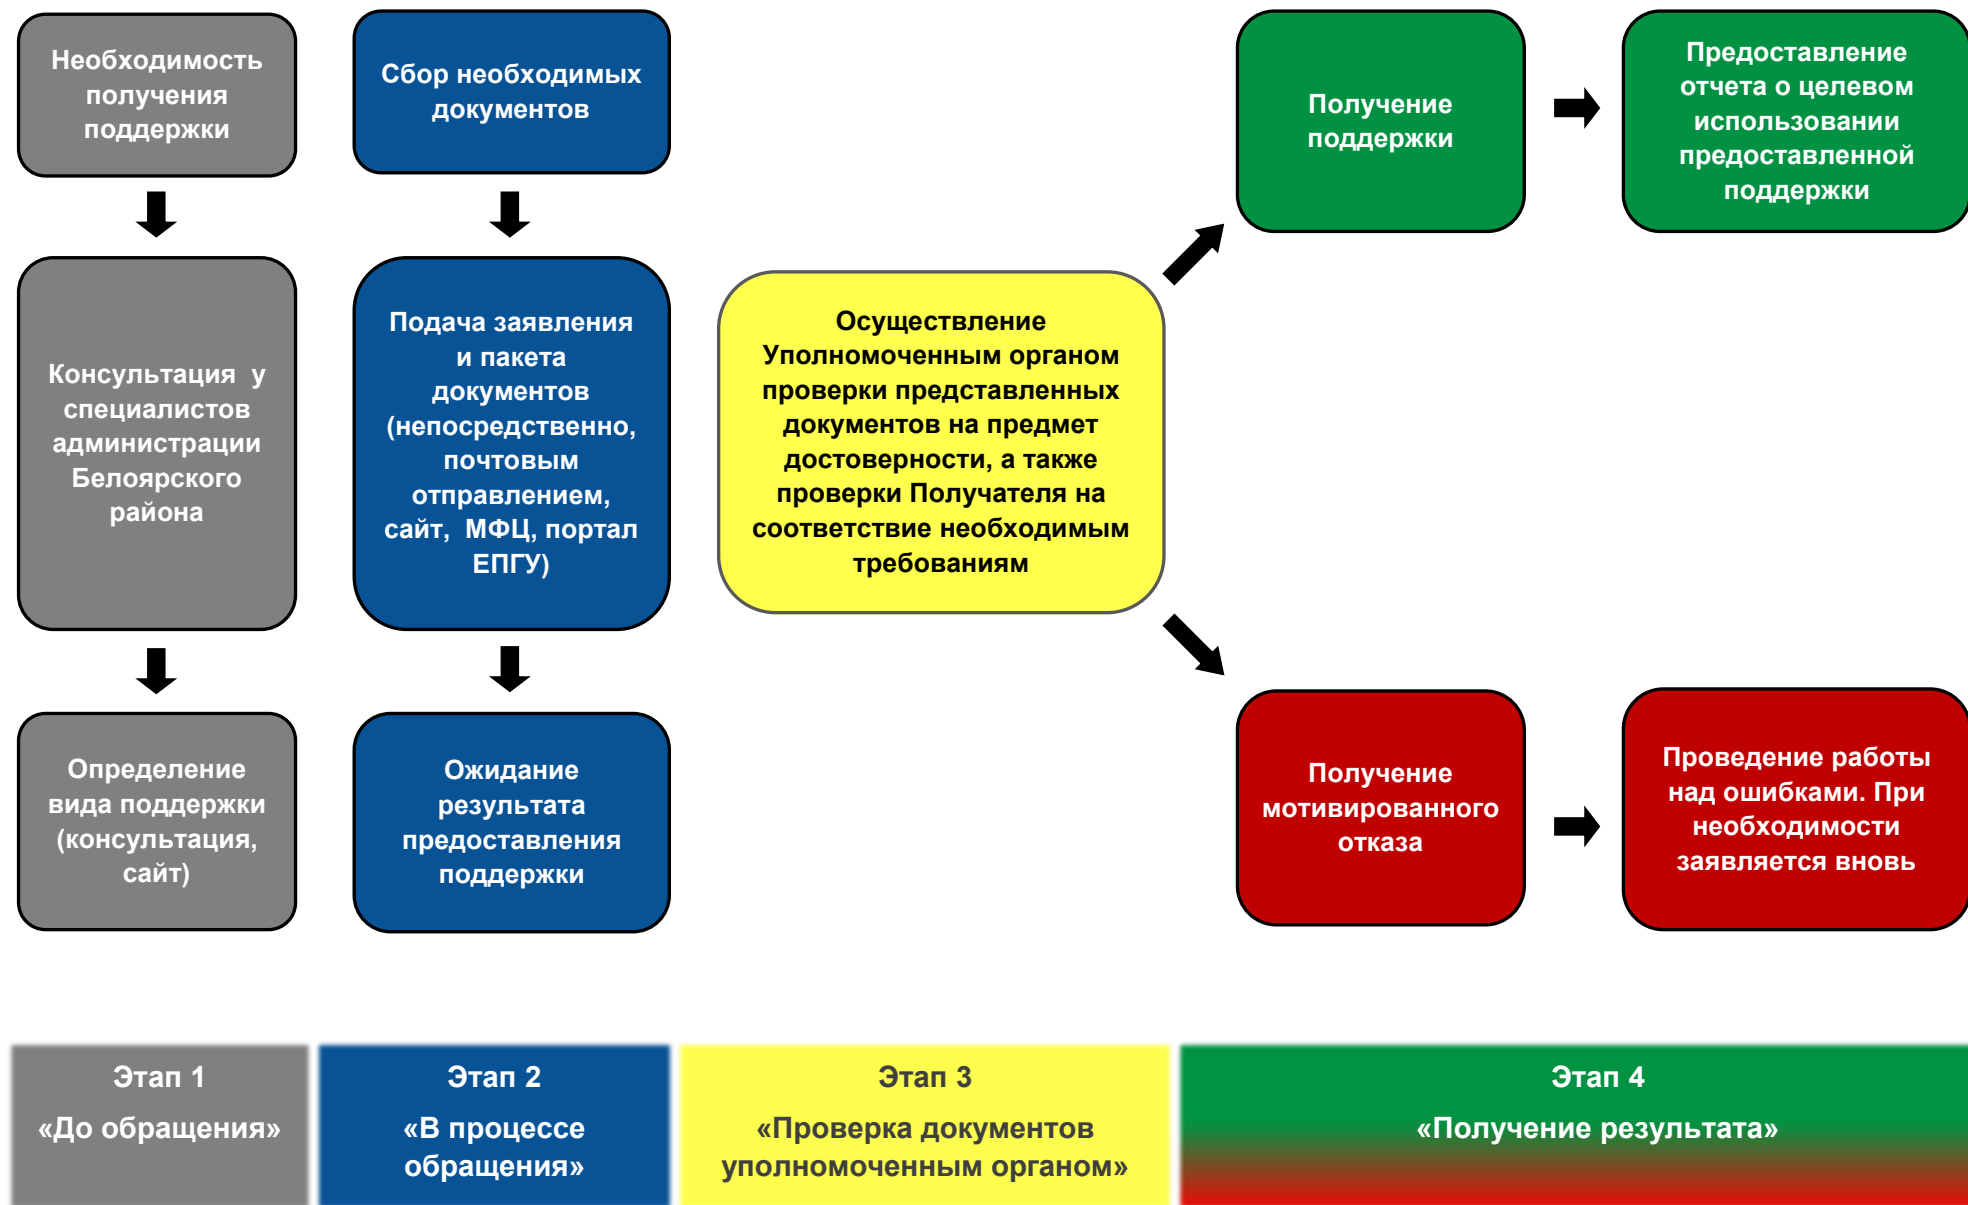 Необходимость
получения
поддержки
Консультация  у
специалистов
администрации
Белоярского
района
Определение
вида поддержки
(консультация,
сайт)
Сбор необходимых
документов
Подача заявления
и пакета
документов
(непосредственно,
почтовым
отправлением,
сайт,  МФЦ, портал
ЕПГУ)
Ожидание
результата
предоставления
поддержки
Осуществление
Уполномоченным органом
проверки представленных
документов на предмет
достоверности, а также
проверки Получателя на
соответствие необходимым
требованиям
Получение
поддержки
Предоставление
отчета о целевом
использовании
предоставленной
поддержки
Получение
мотивированного
отказа
Проведение работы
над ошибками. При
необходимости
заявляется вновь
Этап 1
«До обращения»
Этап 2
«В процессе
обращения»
Этап 3
«Проверка документов
уполномоченным органом»
Этап 4
«Получение результата»